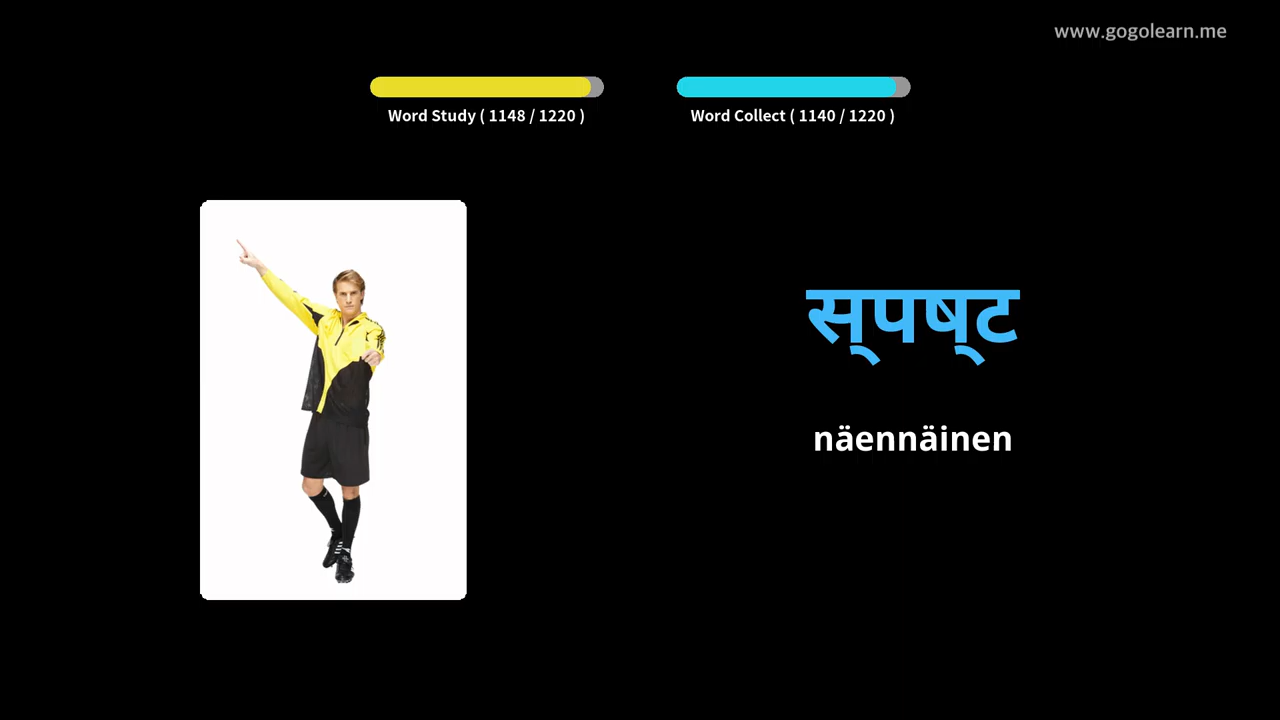 www.gogolearn.me
Word Study ( 1148 / 1220 )
Word Collect ( 1140 / 1220 )
स्पष्ट
näennäinen